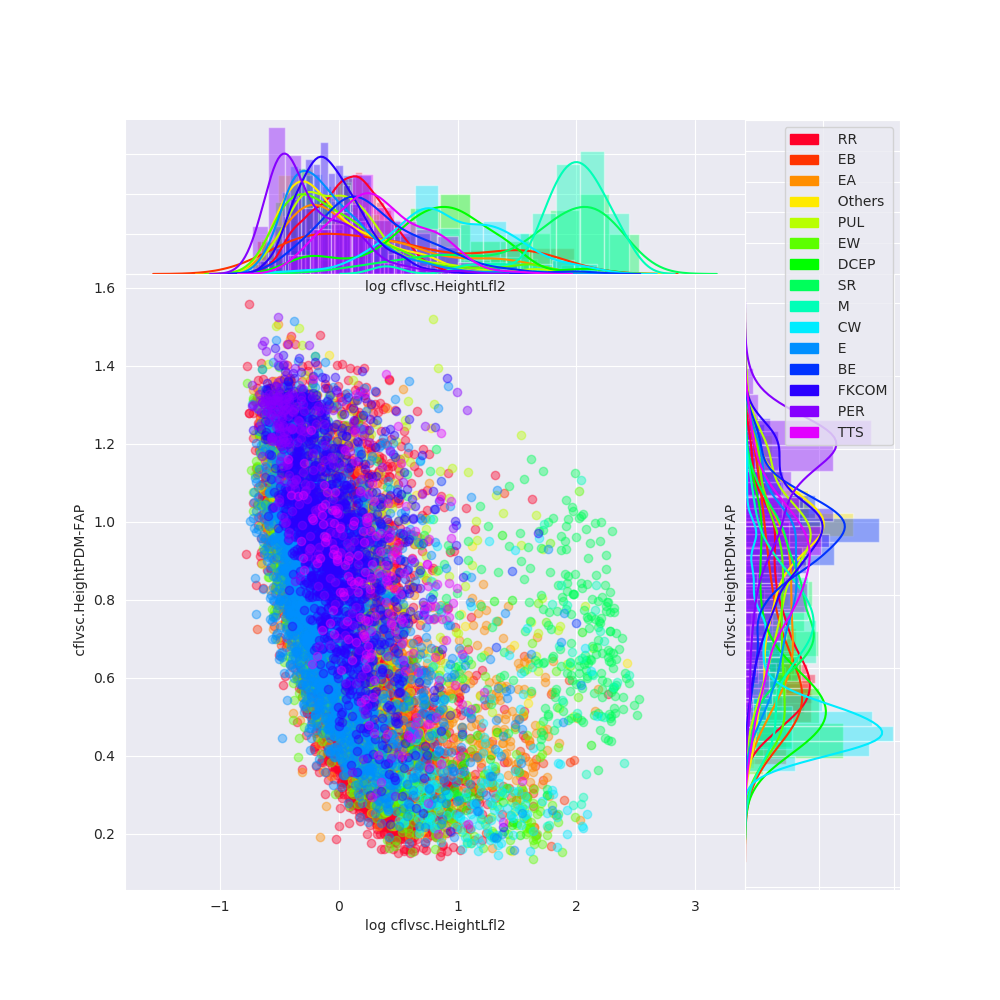 RR
EB
EA
Others
PUL
EW
DCEP
SR
M
CW
E
BE
FKCOM
PER
TTS
log cflvsc.HeightLfl2
1.6
1.4
1.2
1.0
0.8
0.6
0.4
0.2
cflvsc.HeightPDM-FAP
cflvsc.HeightPDM-FAP
−1
0
1
2
3
log cflvsc.HeightLfl2